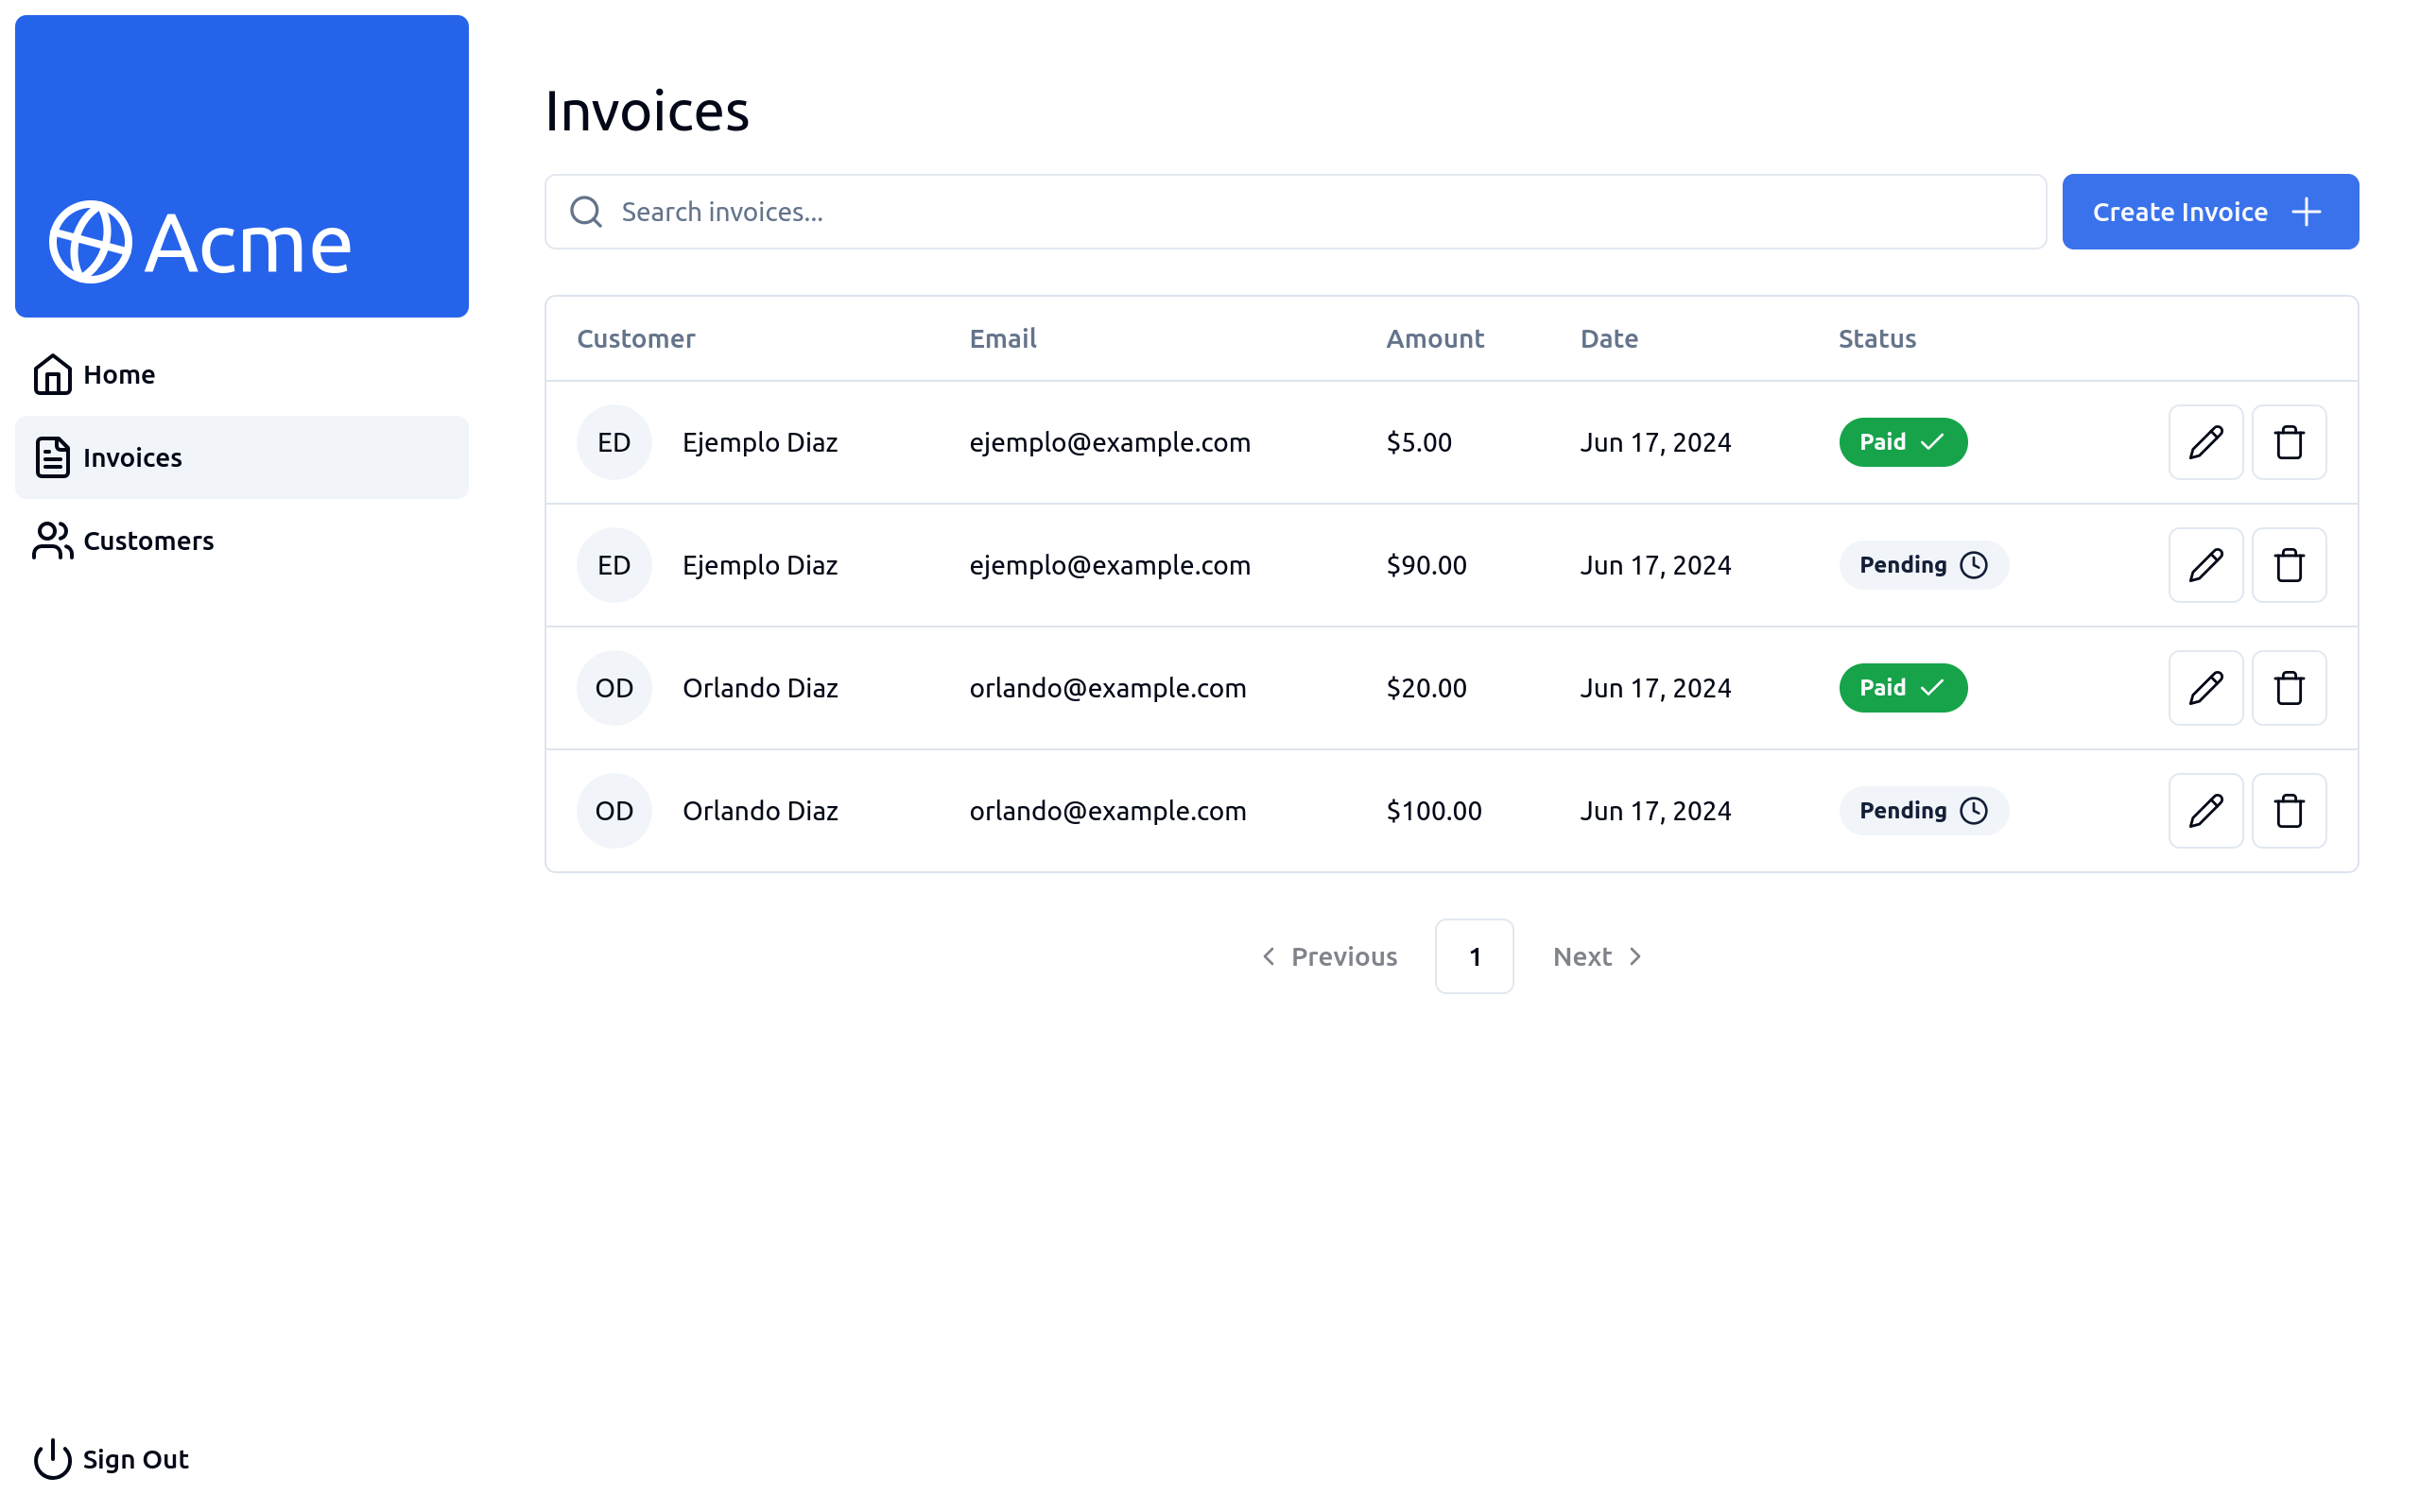 Acme
Home
Invoices
Customers
Sign Out
Invoices
Search invoices...
Create Invoice
Customer Email Amount Date Status
ED Ejemplo Diaz ejemplo@example.com $5.00 Jun 17, 2024 Paid
ED Ejemplo Diaz ejemplo@example.com $90.00 Jun 17, 2024 Pending
OD Orlando Diaz orlando@example.com $20.00 Jun 17, 2024 Paid
OD Orlando Diaz orlando@example.com $100.00 Jun 17, 2024 Pending
Previous 1 Next